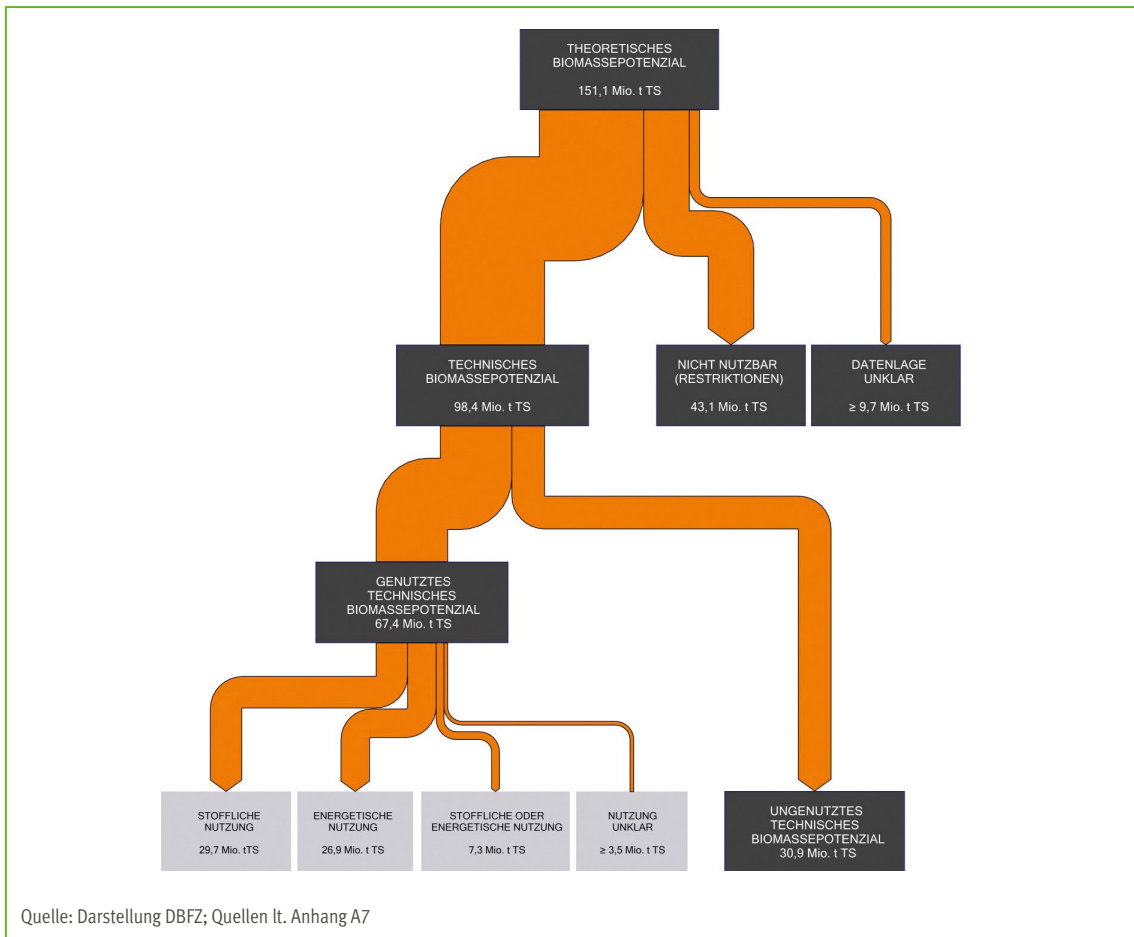 THEORETISCHES
BIOMASSEPOTENZIAL
151,1 Mio. t TS
TECHNISCHES
BIOMASSEPOTENZIAL
98,4 Mio. t TS
NICHT NUTZBAR
(RESTRIKTIONEN)
43,1 Mio. t TS
DATENLAGE
UNKLAR
≥ 9,7 Mio. t TS
GENUTZTES
TECHNISCHES
BIOMASSEPOTENZIAL
67,4 Mio. t TS
STOFFLICHE
NUTZUNG
29,7 Mio. tTS
ENERGETISCHE
NUTZUNG
26,9 Mio. t TS
STOFFLICHE ODER
ENERGETISCHE NUTZUNG
7,3 Mio. t TS
NUTZUNG
UNKLAR
≥ 3,5 Mio. t TS
UNGENUTZTES
TECHNISCHES
BIOMASSEPOTENZIAL
30,9 Mio. t TS
Quelle: Darstellung DBFZ; Quellen lt. Anhang A7